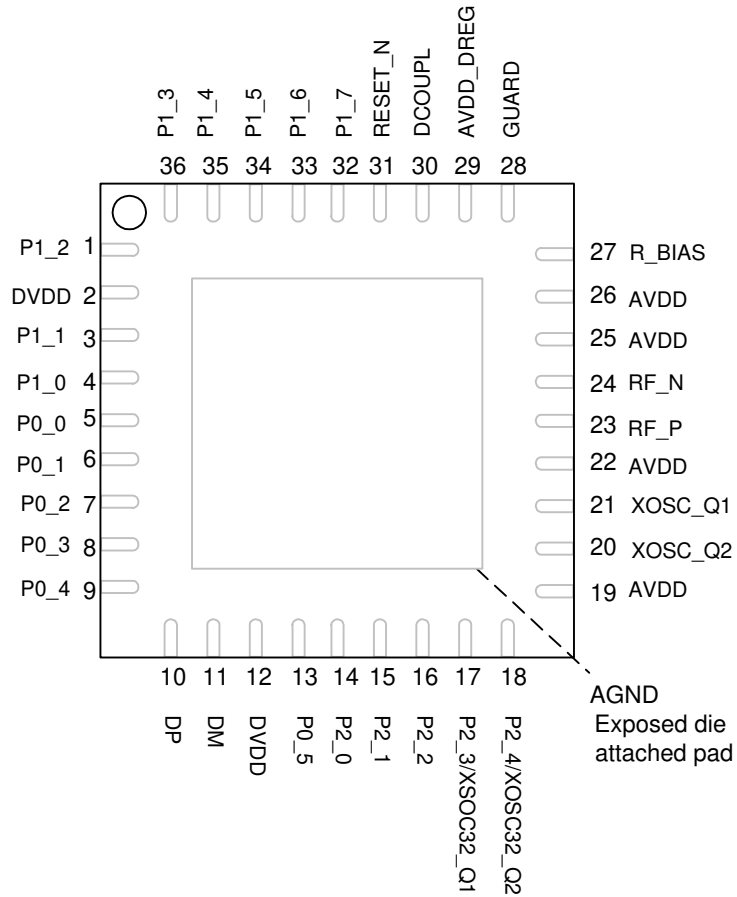 P1_3
P1_4
P1_5
P1_6
P1_7
RESET_N
DCOUPL
AVDD_DREG
GUARD
36 35 34 33 32 31 30 29 28
P1_2 1
DVDD 2
P1_1 3
P1_0 4
P0_0 5
P0_1 6
P0_2 7
P0_3 8
P0_4 9
27 R_BIAS
26 AVDD
25 AVDD
24 RF_N
23 RF_P
22 AVDD
21 XOSC_Q1
20 XOSC_Q2
19 AVDD
10 11 12 13 14 15 16 17 18
DP
DM
DVDD
P0_5
P2_0
P2_1
P2_2
P2_3/XSOC32_Q1
P2_4/XOSC32_Q2
AGND
Exposed die
attached pad